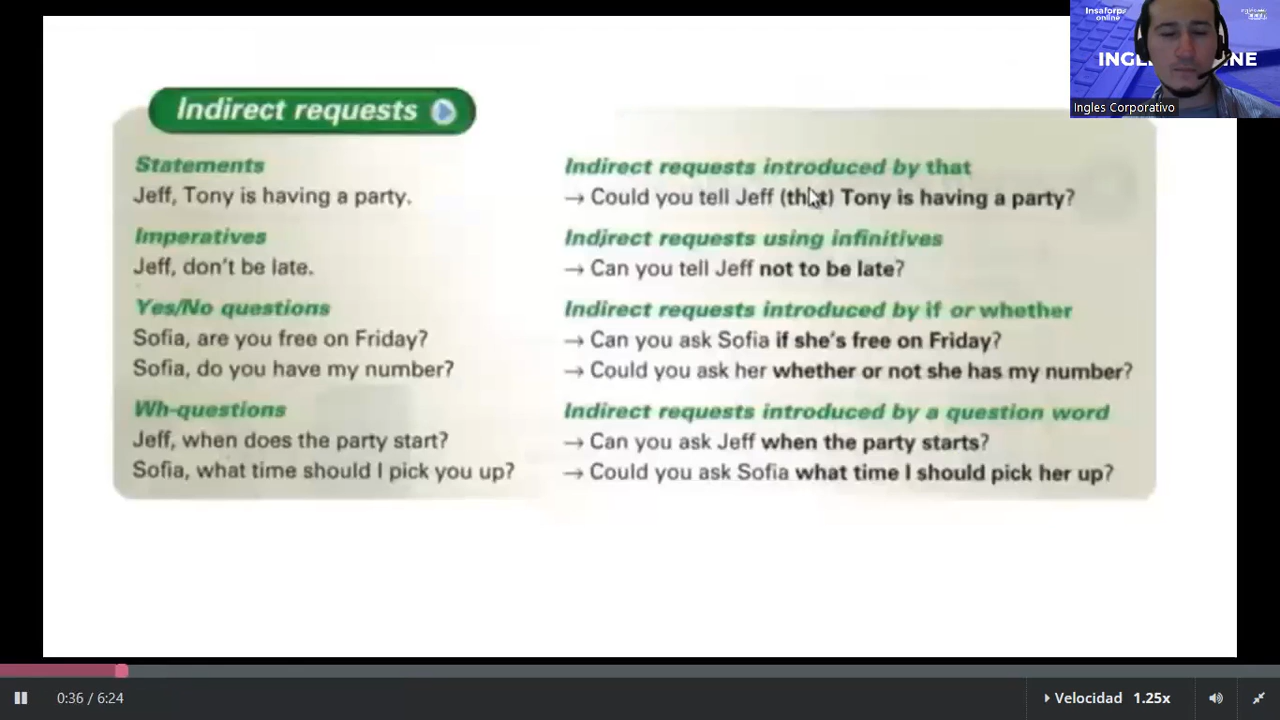 Insaforp
online
INGL
INE
Ingles Corporativo
Indirect requests
Statements
Jeff, Tony is having a party.
Indirect requests introduced by that
→ Could you tell Jeff (that) Tony is having a party?
Imperatives
Jeff, don't be late.
Indirect requests using infinitives
→ Can you tell Jeff not to be late?
Yes/No questions
Sofia, are you free on Friday?
Sofia, do you have my number?
Indirect requests introduced by if or whether
→ Can you ask Sofia if she's free on Friday?
→ Could you ask her whether or not she has my number?
Wh-questions
Jeff, when does the party start?
Sofia, what time should I pick you up?
Indirect requests introduced by a question word
→ Can you ask Jeff when the party starts?
→ Could you ask Sofia what time I should pick her up?
0:36 / 6:24
Velocidad 1.25x